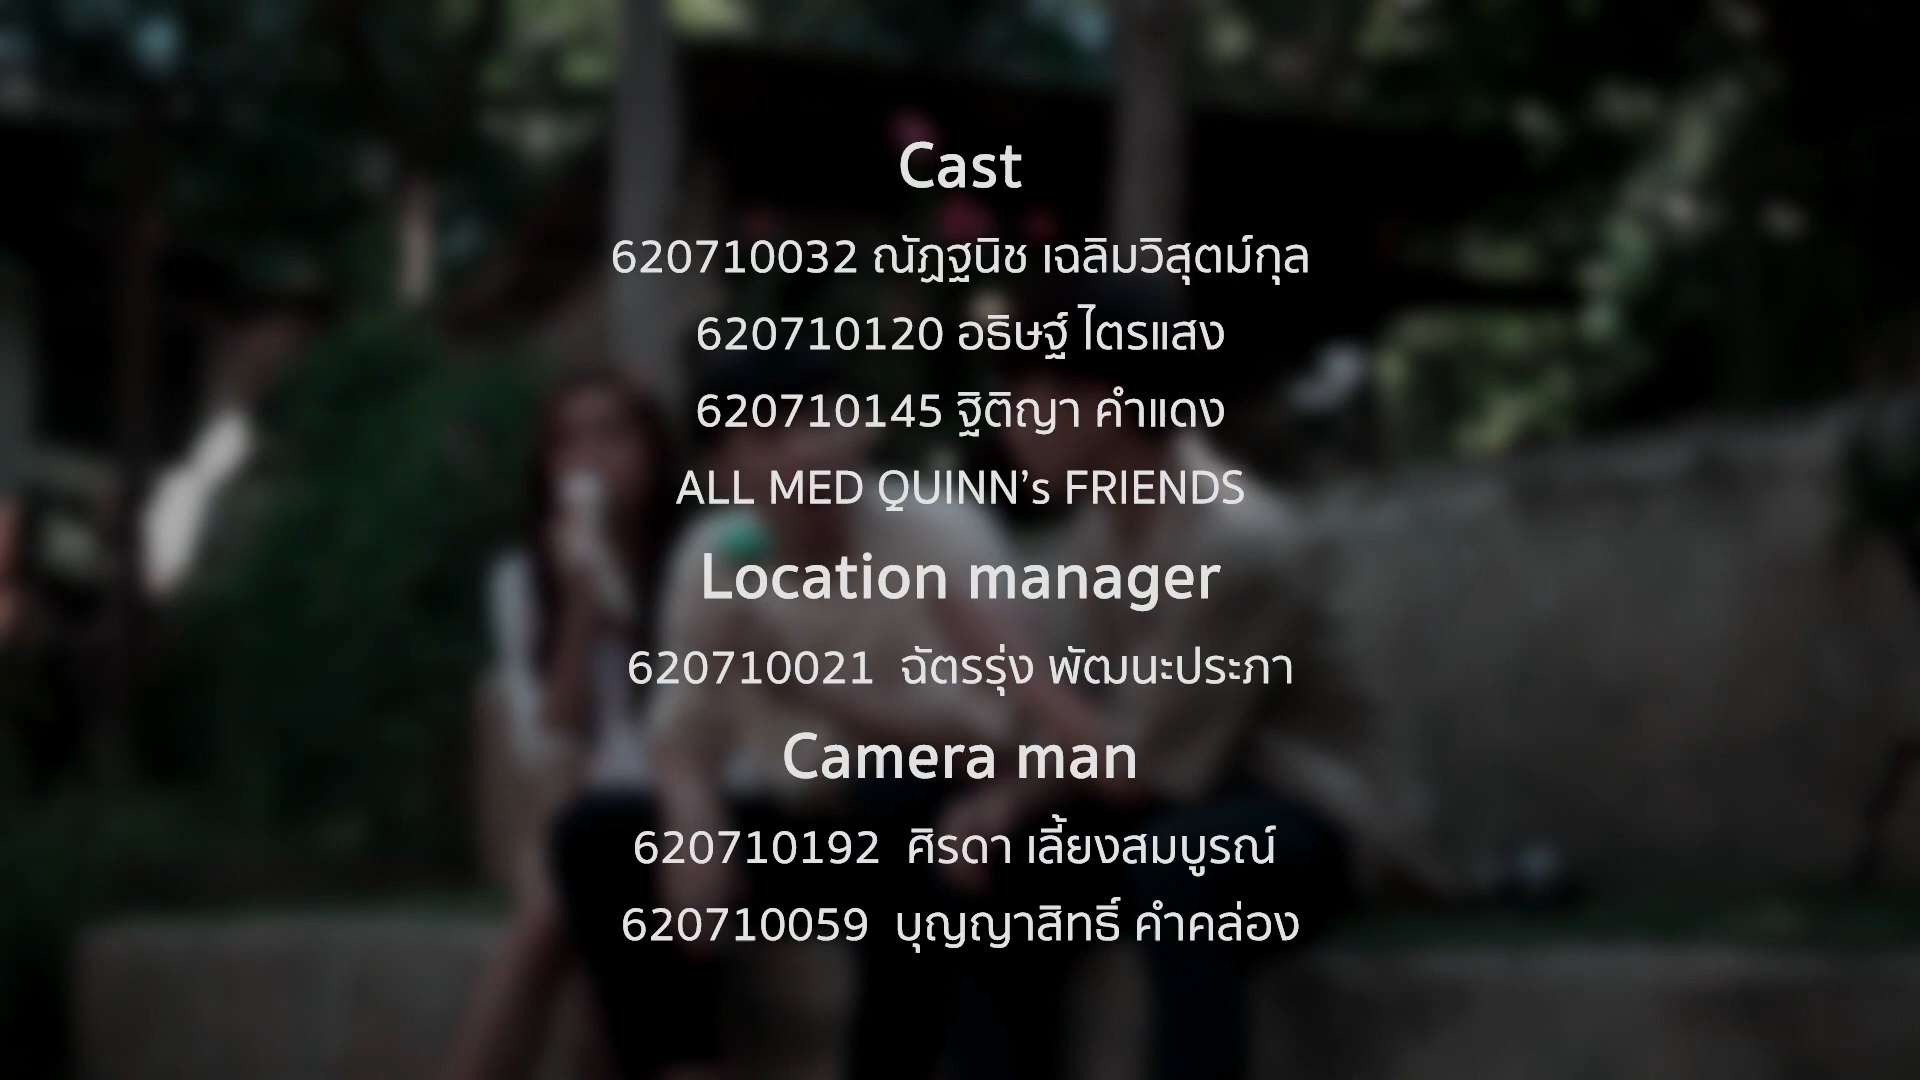 Cast
620710032 ณัฏฐนิช เฉลิมวิสุตม์กุล
620710120 อธิษฐ์ ไตรแสง
620710145 ฐิติญา คำแดง
ALL MED QUINN’s FRIENDS
Location manager
620710021 ฉัตรรุ่ง พัฒนะประภา
Camera man
620710192 ศิรดา เลี้ยงสมบูรณ์
620710059 บุญญาสิทธิ์ คำคล่อง